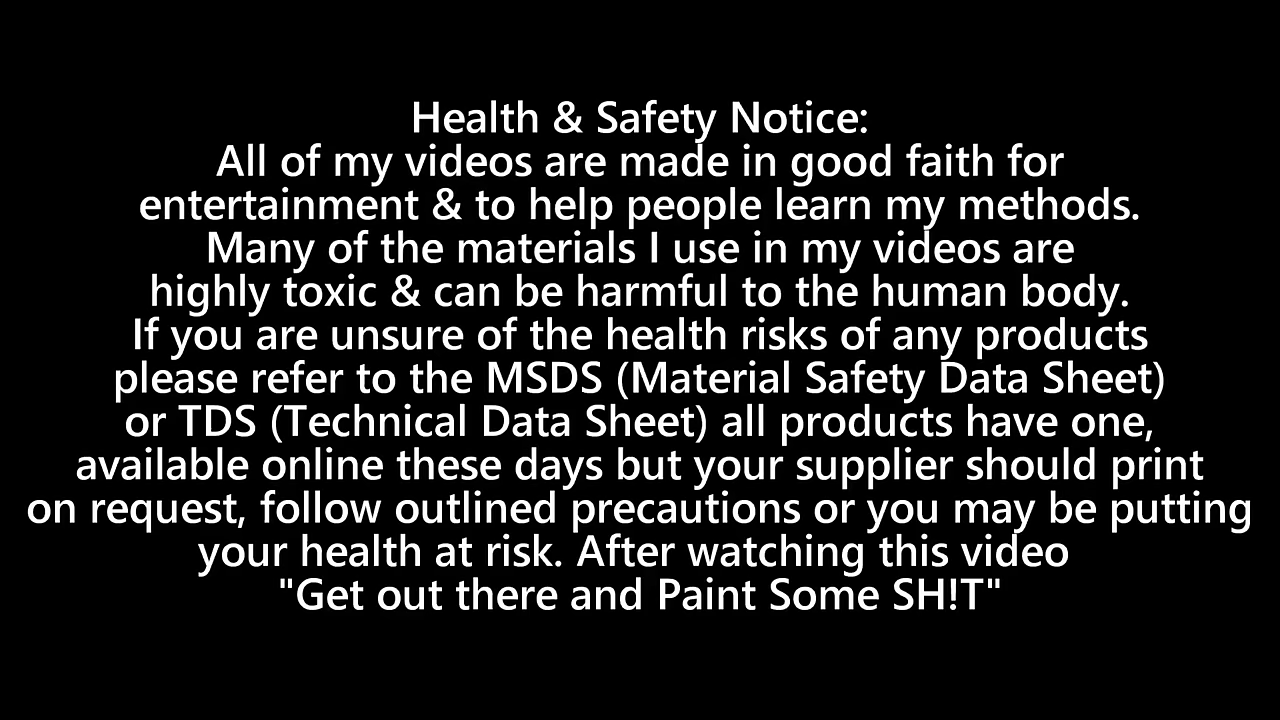 Health & Safety Notice:
All of my videos are made in good faith for
entertainment & to help people learn my methods.
Many of the materials I use in my videos are
highly toxic & can be harmful to the human body.
If you are unsure of the health risks of any products
please refer to the MSDS (Material Safety Data Sheet)
or TDS (Technical Data Sheet) all products have one,
available online these days but your supplier should print
on request, follow outlined precautions or you may be putting
your health at risk. After watching this video
"Get out there and Paint Some SH!T"